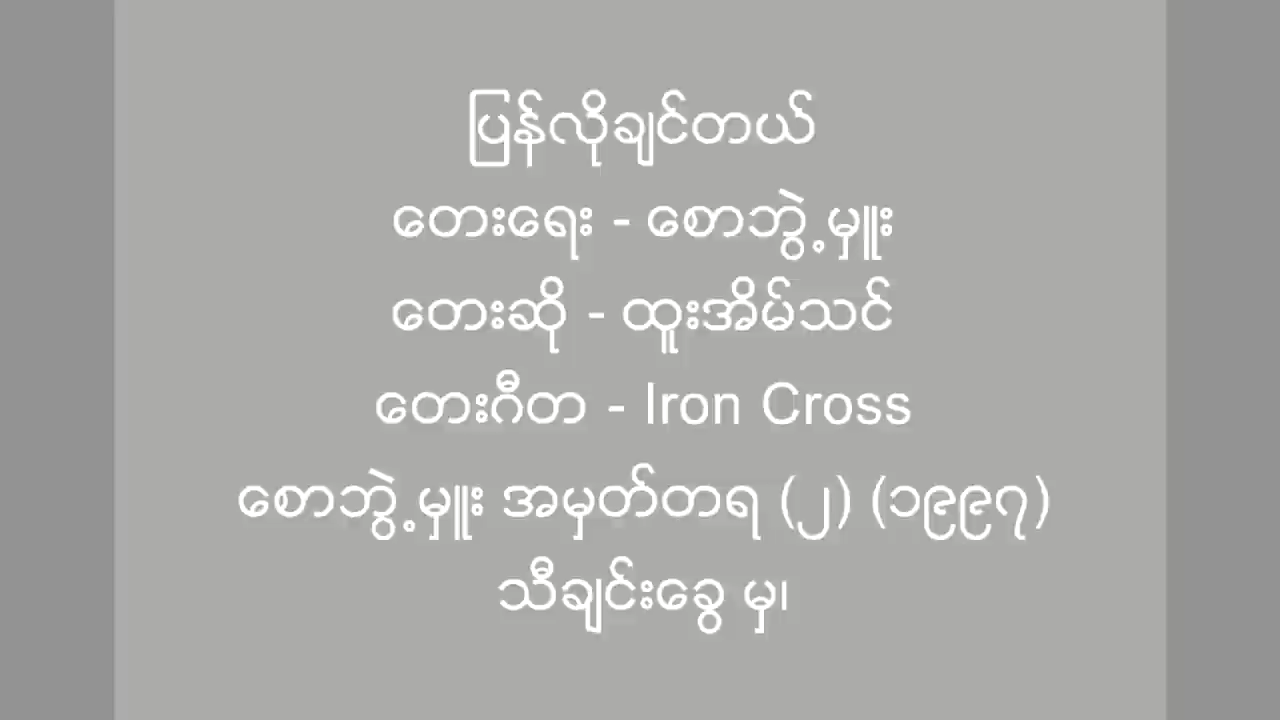 ပြန်လိုချင်တယ်
တေးရေး - စောဘွဲ့မှူး
တေးဆို - ထူးအိမ်သင်
တေးဂီတ - Iron Cross
စောဘွဲ့မှူး အမှတ်တရ (၂) (၁၉၉၇)
သီချင်းခွေ မှ၊